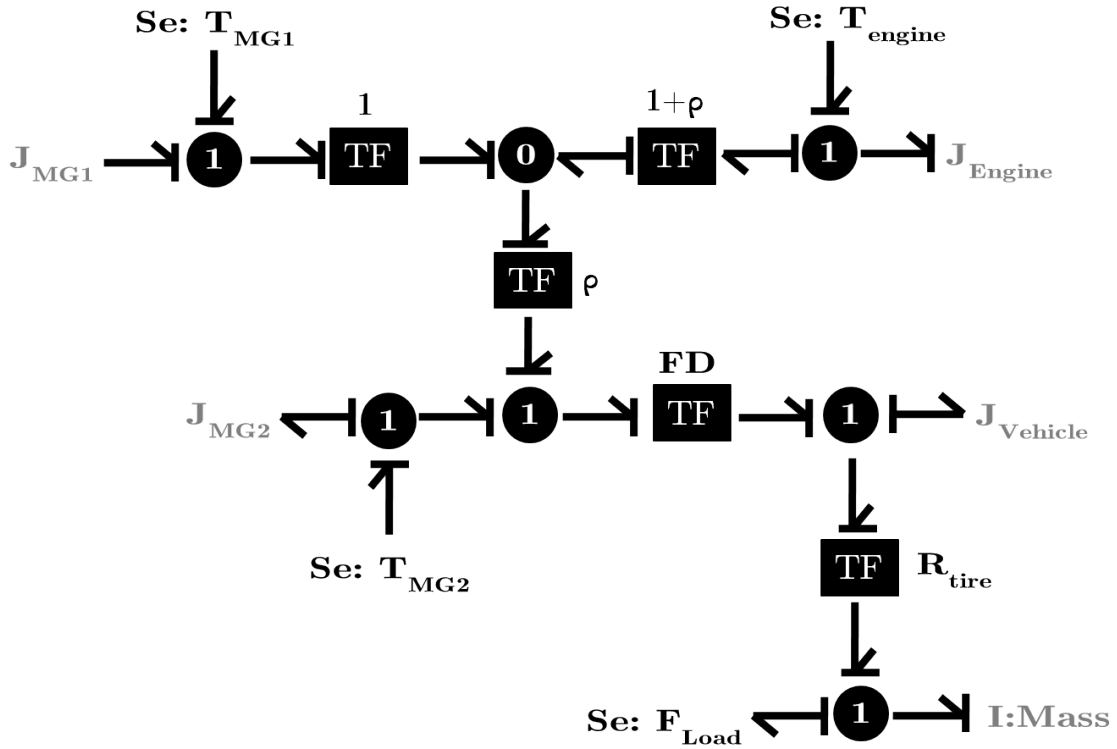 Se: T_MG1
Se: T_engine
1
1+ρ
J_MG1
1
TF
0
TF
1
J_Engine
TF
ρ
FD
J_MG2
1
1
TF
1
J_Vehicle
Se: T_MG2
TF
R_tire
Se: F_Load
1
I:Mass